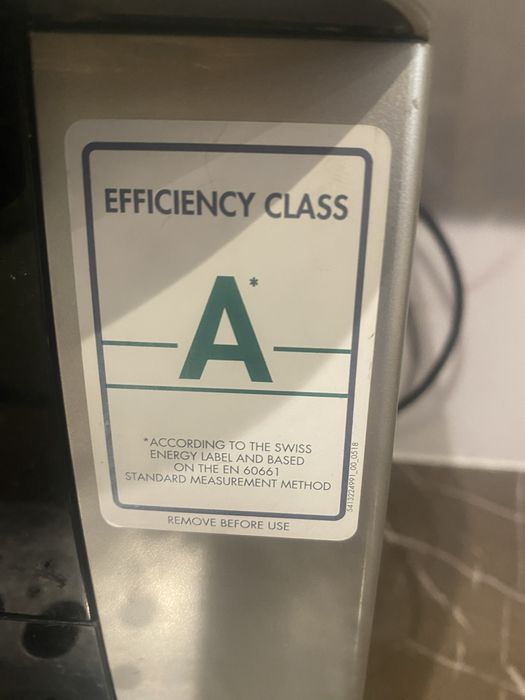 EFFICIENCY CLASS
A*
*ACCORDING TO THE SWISS
ENERGY LABEL AND BASED
ON THE EN 60661
STANDARD MEASUREMENT METHOD
5413224991_00_0518
REMOVE BEFORE USE